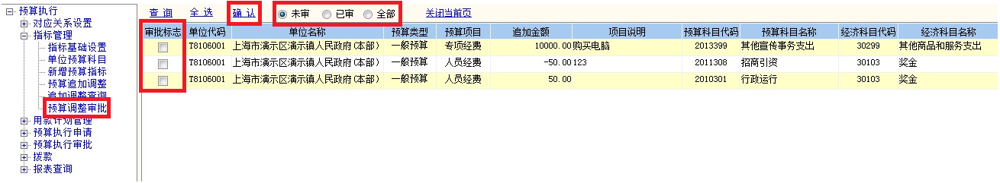 预算执行
对应关系设置
指标管理
指标基础设置
单位预算科目
新增预算指标
预算追加调整
追加调整查询
预算调整审批
用款计划管理
预算执行申请
预算执行审批
拨款
报表查询
查 询 全 选 确 认 未审 已审 全部 关闭当前页
审批标志 单位代码 单位名称 预算类型 预算项目 追加金额 项目说明 预算科目代码 预算科目名称 经济科目代码 经济科目名称
T8106001 上海市演示区演示镇人民政府(本部) 一般预算 专项经费 10000.00 购买电脑 2013399 其他宣传事务支出 30299 其他商品和服务支出
T8106001 上海市演示区演示镇人民政府(本部) 一般预算 人员经费 -50.00 123 2011308 招商引资 30103 奖金
T8106001 上海市演示区演示镇人民政府(本部) 一般预算 人员经费 50.00 2010301 行政运行 30103 奖金